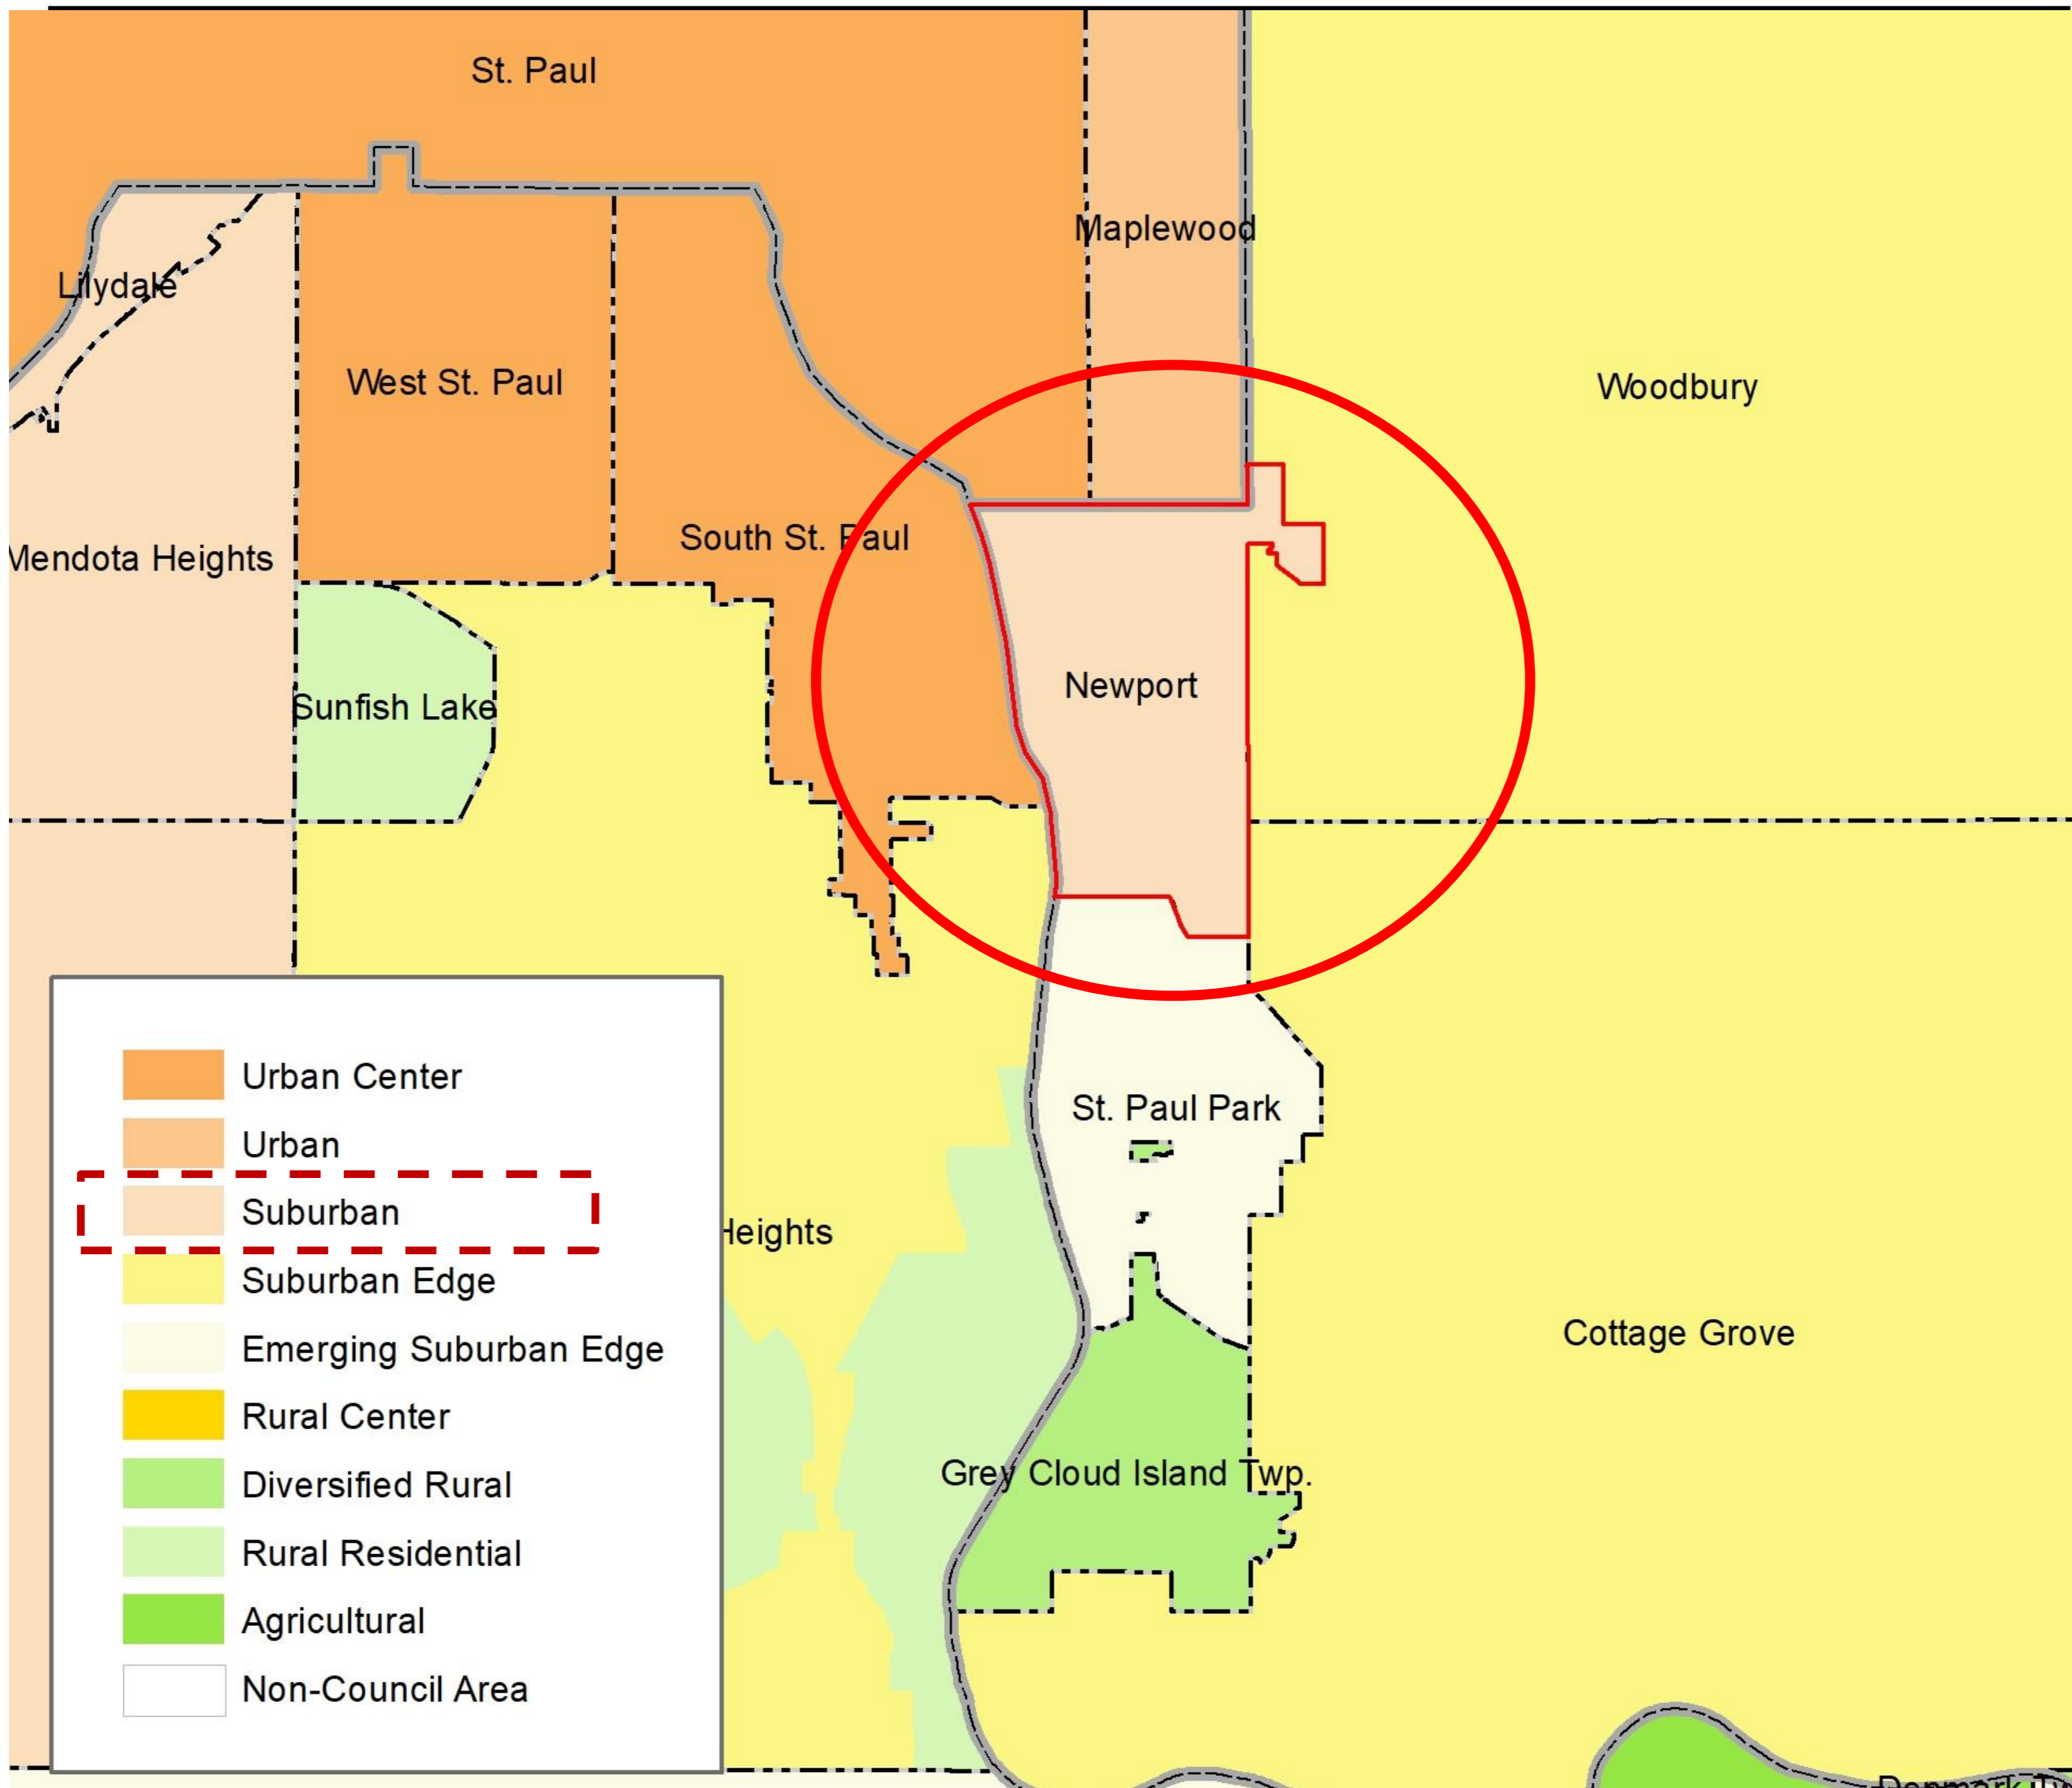 St. Paul
Maplewood
Lilydale
West St. Paul
Woodbury
South St. Paul
Mendota Heights
Newport
Sunfish Lake
St. Paul Park
Heights
Cottage Grove
Grey Cloud Island Twp.
Urban Center
Urban
Suburban
Suburban Edge
Emerging Suburban Edge
Rural Center
Diversified Rural
Rural Residential
Agricultural
Non-Council Area